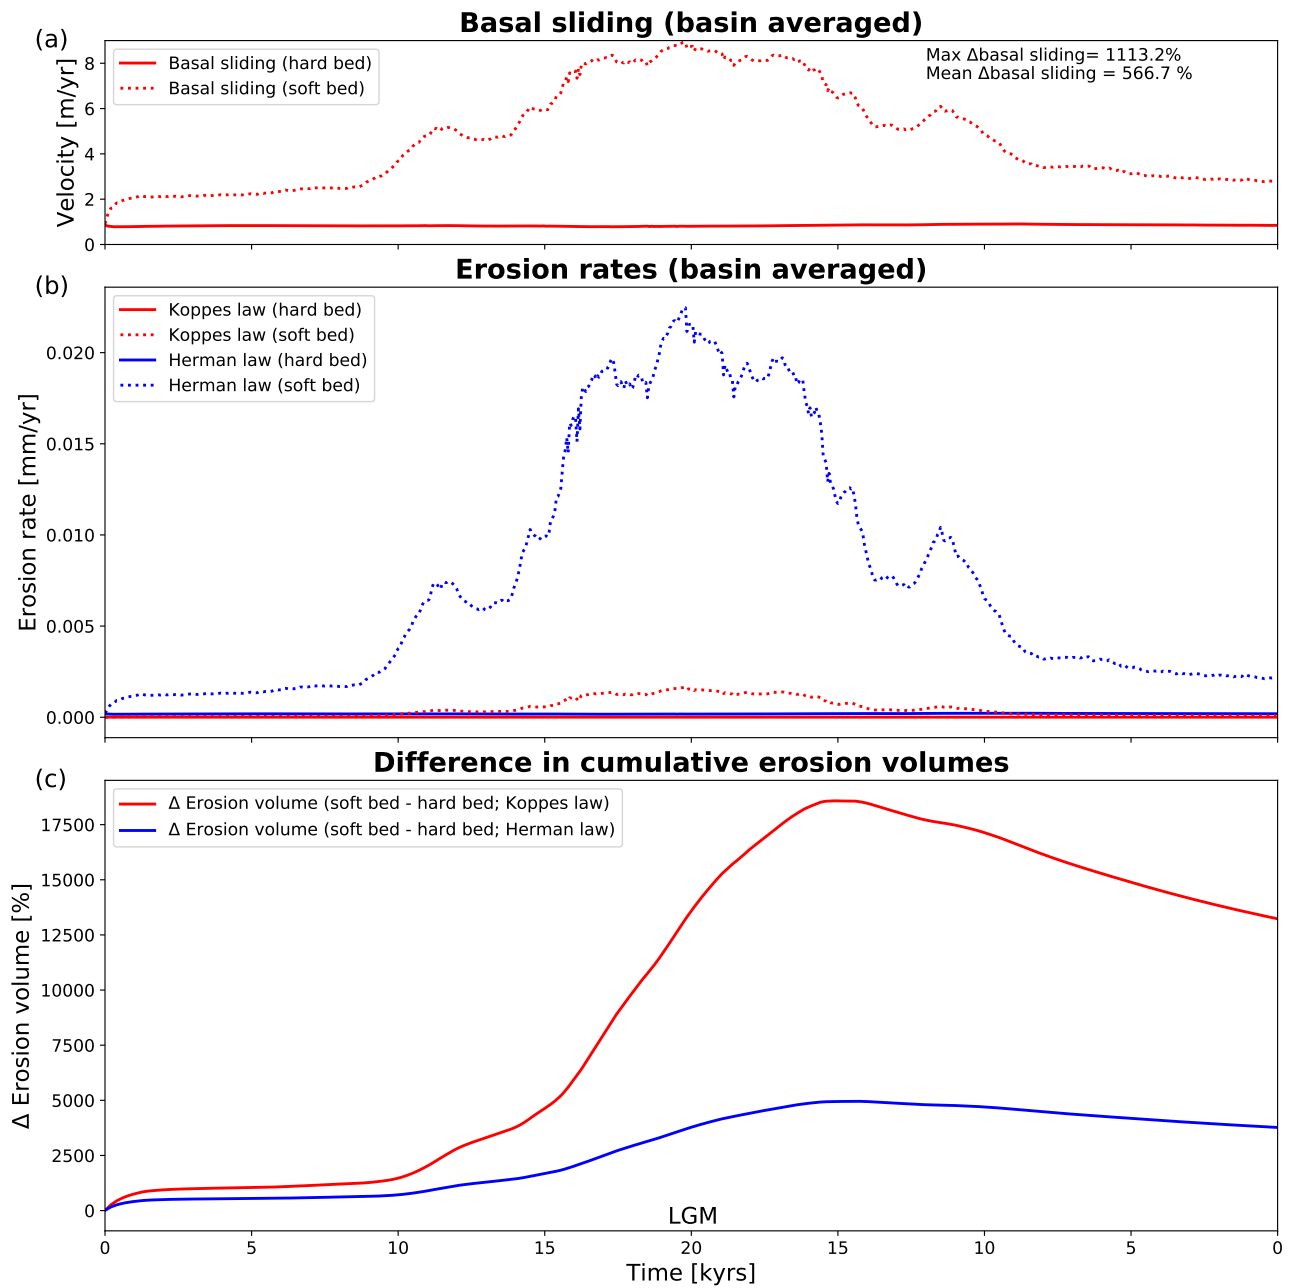 Basal sliding (basin averaged)
(a)
Basal sliding (hard bed)
Basal sliding (soft bed)
Max Δbasal sliding= 1113.2%
Mean Δbasal sliding = 566.7 %
Velocity [m/yr]
8
6
4
2
0
Erosion rates (basin averaged)
(b)
Koppes law (hard bed)
Koppes law (soft bed)
Herman law (hard bed)
Herman law (soft bed)
Erosion rate [mm/yr]
0.020
0.015
0.010
0.005
0.000
Difference in cumulative erosion volumes
(c)
Δ Erosion volume (soft bed - hard bed; Koppes law)
Δ Erosion volume (soft bed - hard bed; Herman law)
Δ Erosion volume [%]
17500
15000
12500
10000
7500
5000
2500
0
LGM
0 5 10 15 20 15 10 5 0
Time [kyrs]